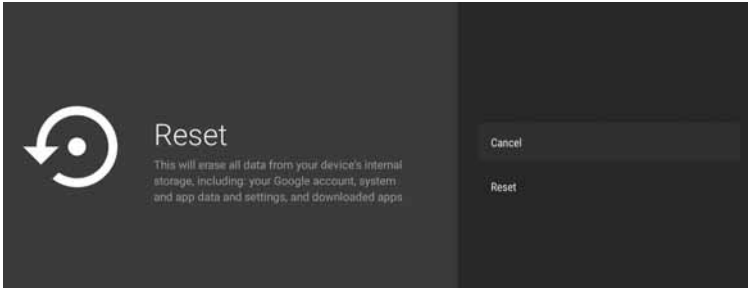 Reset
This will erase all data from your device's internal
storage, including: your Google account, system
and app data and settings, and downloaded apps
Cancel
Reset